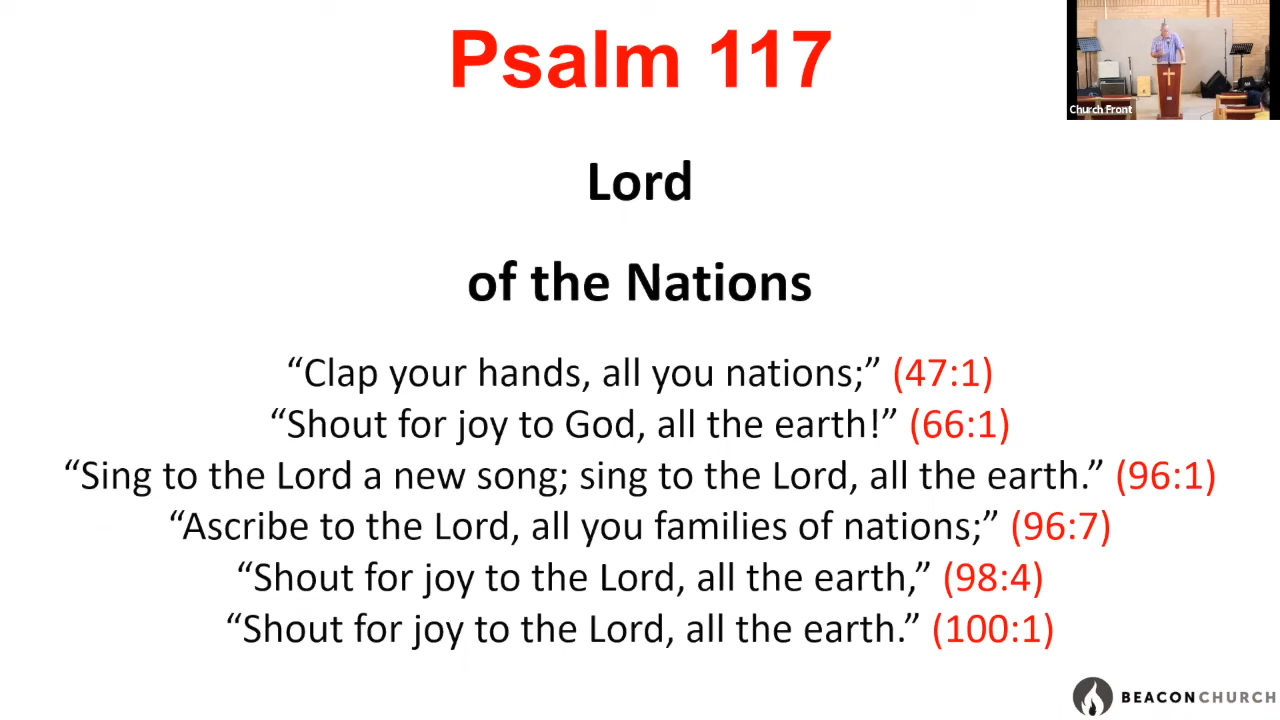 Psalm 117
Church Front
Lord
of the Nations
“Clap your hands, all you nations;” (47:1)
“Shout for joy to God, all the earth!” (66:1)
“Sing to the Lord a new song; sing to the Lord, all the earth.” (96:1)
“Ascribe to the Lord, all you families of nations;” (96:7)
“Shout for joy to the Lord, all the earth,” (98:4)
“Shout for joy to the Lord, all the earth.” (100:1)
BEACONCHURCH